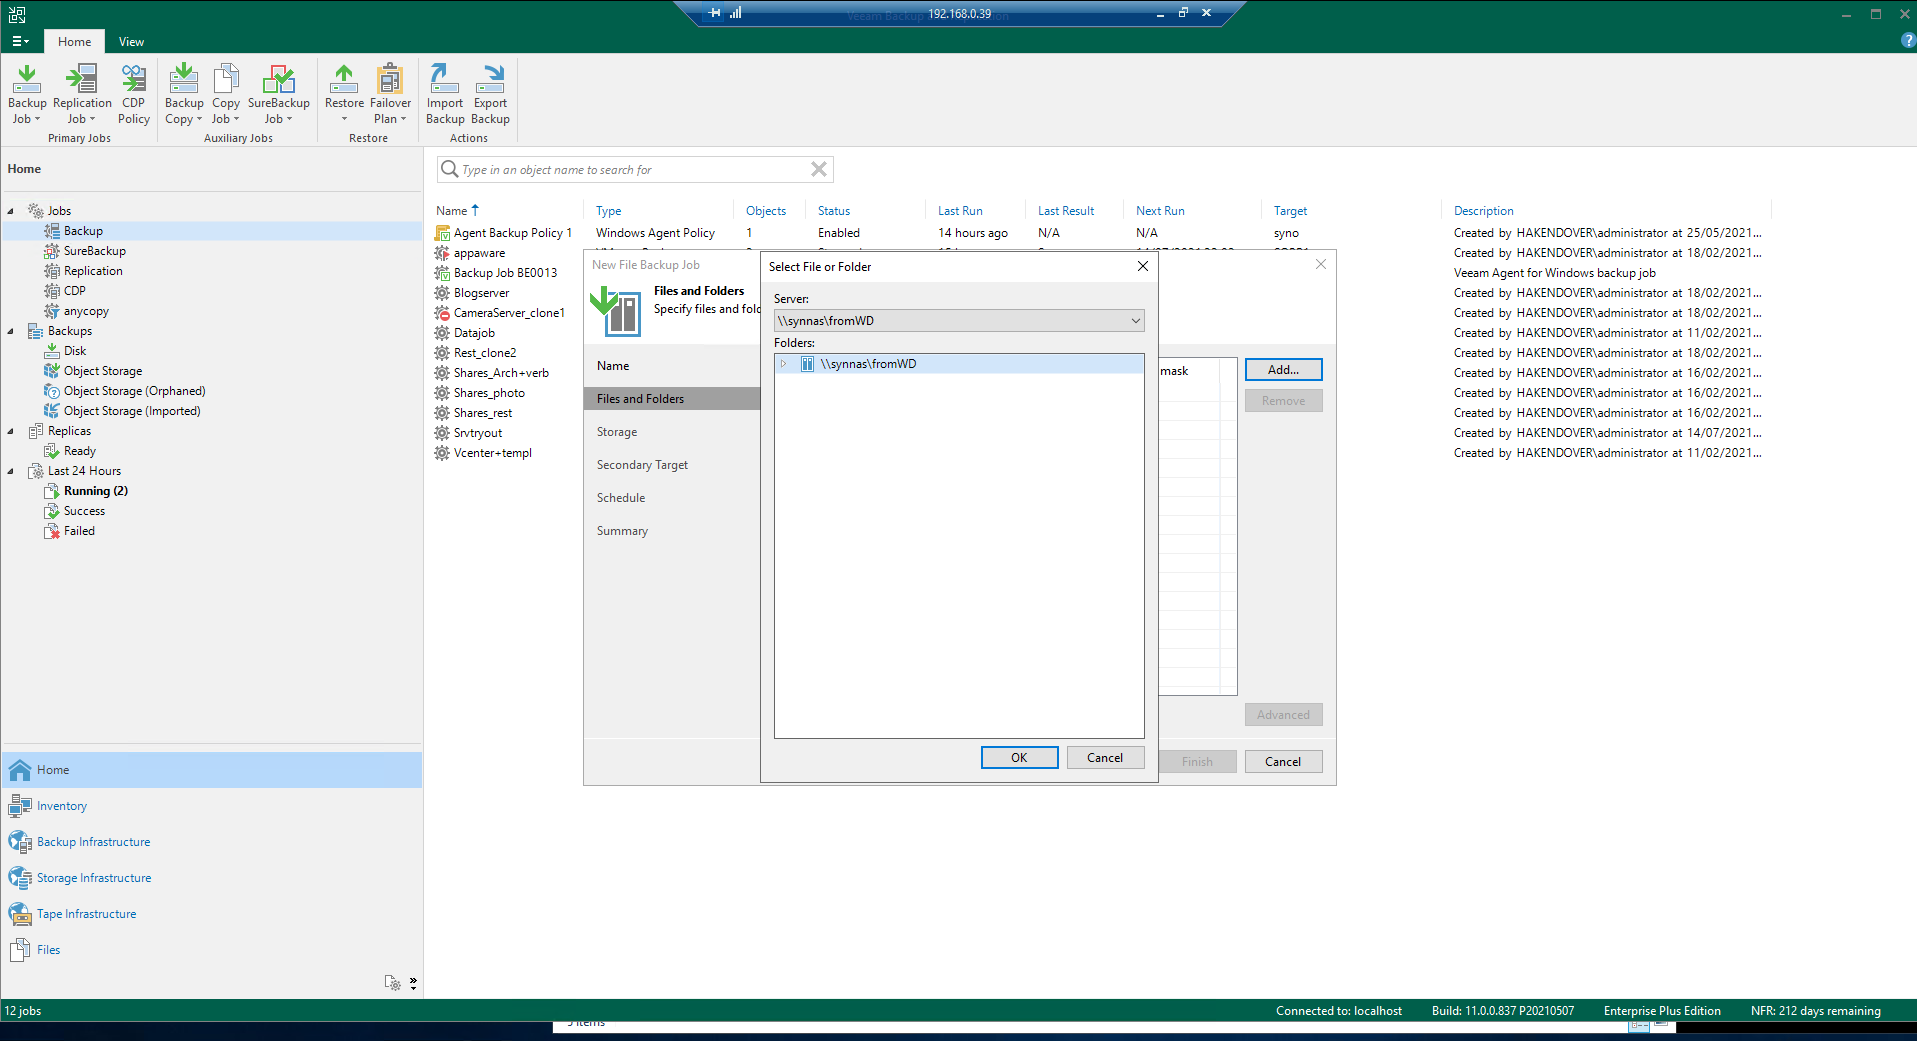 192.168.0.39
Home
View
Backup Job
Replication Job
CDP Policy
Primary Jobs
Backup Copy
Copy Job
SureBackup Job
Auxiliary Jobs
Restore
Failover Plan
Restore
Import Backup
Export Backup
Actions
Home
Jobs
Backup
SureBackup
Replication
CDP
anycopy
Backups
Disk
Object Storage
Object Storage (Orphaned)
Object Storage (Imported)
Replicas
Ready
Last 24 Hours
Running (2)
Success
Failed
Home
Inventory
Backup Infrastructure
Storage Infrastructure
Tape Infrastructure
Files
Type in an object name to search for
Name Type Objects Status Last Run Last Result Next Run Target Description
Agent Backup Policy 1 Windows Agent Policy 1 Enabled 14 hours ago N/A N/A syno Created by HAKENDOVER\administrator at 25/05/2021...
appaware Created by HAKENDOVER\administrator at 18/02/2021...
Backup Job BE0013 Veeam Agent for Windows backup job
Blogserver Created by HAKENDOVER\administrator at 18/02/2021...
CameraServer_clone1 Created by HAKENDOVER\administrator at 18/02/2021...
Datajob Created by HAKENDOVER\administrator at 11/02/2021...
Rest_clone2 Created by HAKENDOVER\administrator at 18/02/2021...
Shares_Arch+verb Created by HAKENDOVER\administrator at 16/02/2021...
Shares_photo Created by HAKENDOVER\administrator at 16/02/2021...
Shares_rest Created by HAKENDOVER\administrator at 16/02/2021...
Srvtryout Created by HAKENDOVER\administrator at 14/07/2021...
Vcenter+templ Created by HAKENDOVER\administrator at 11/02/2021...
New File Backup Job
Files and Folders
Specify files and
Name
Files and Folders
Storage
Secondary Target
Schedule
Summary
mask
Add...
Remove
Advanced
Finish
Cancel
Select File or Folder
Server:
\\synnas\fromWD
Folders:
\\synnas\fromWD
OK
Cancel
12 jobs
Connected to: localhost
Build: 11.0.0.837 P20210507
Enterprise Plus Edition
NFR: 212 days remaining
items